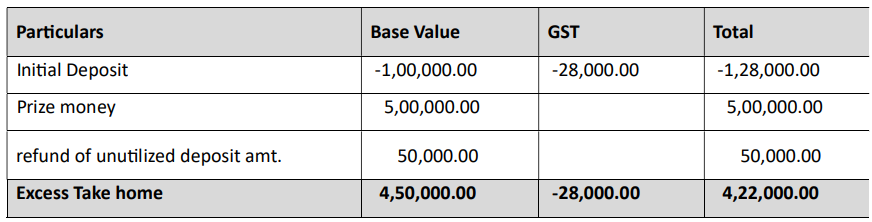 Particulars Base Value GST Total
Initial Deposit -1,00,000.00 -28,000.00 -1,28,000.00
Prize money 5,00,000.00 5,00,000.00
refund of unutilized deposit amt. 50,000.00 50,000.00
Excess Take home 4,50,000.00 -28,000.00 4,22,000.00